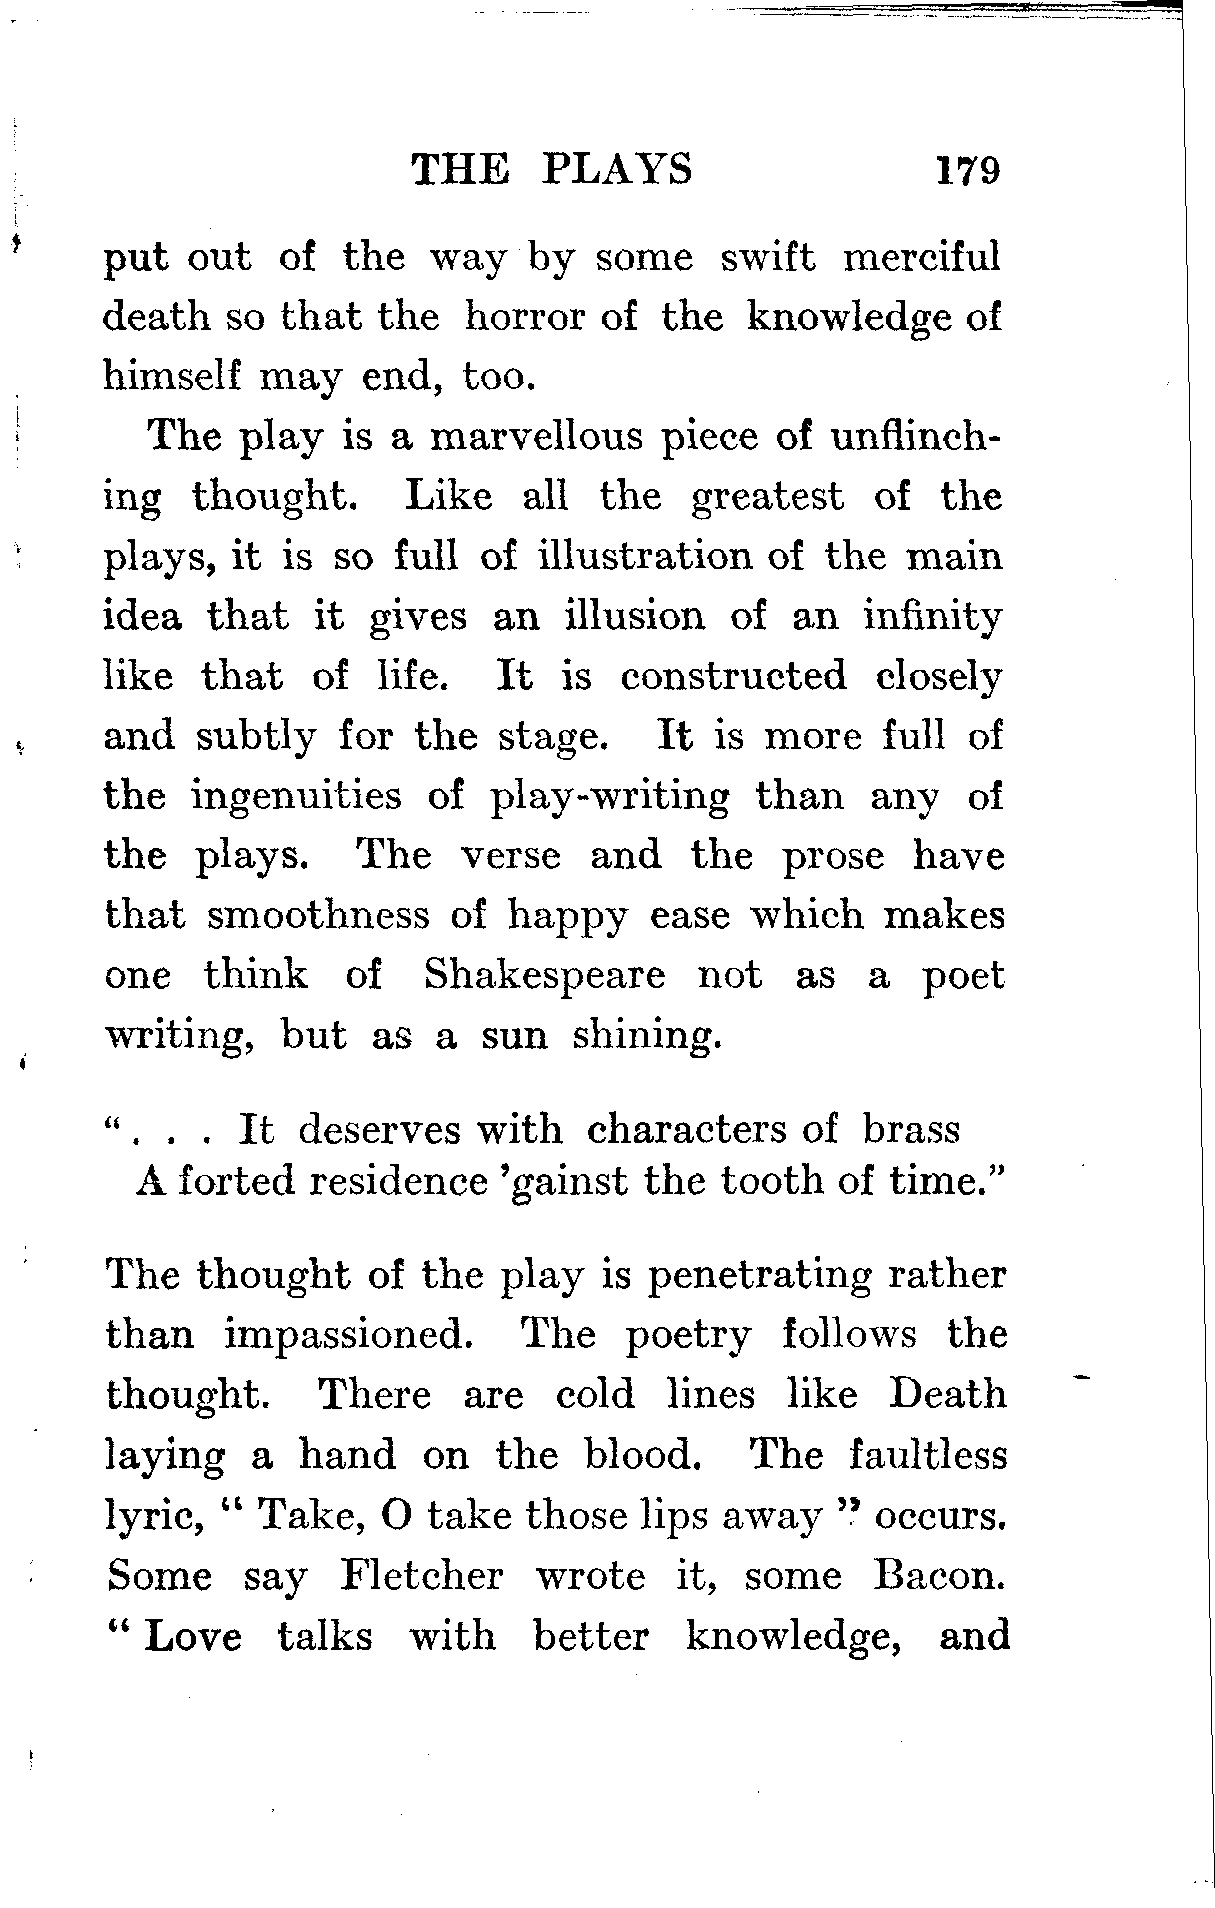 THE PLAYS 179
put out of the way by some swift merciful
death so that the horror of the knowledge of
himself may end, too.
The play is a marvellous piece of unflinch-
ing thought. Like all the greatest of the
plays, it is so full of illustration of the main
idea that it gives an illusion of an infinity
like that of life. It is constructed closely
and subtly for the stage. It is more full of
the ingenuities of play-writing than any of
the plays. The verse and the prose have
that smoothness of happy ease which makes
one think of Shakespeare not as a poet
writing, but as a sun shining.
“. . . It deserves with characters of brass
A forted residence ’gainst the tooth of time.”
The thought of the play is penetrating rather
than impassioned. The poetry follows the
thought. There are cold lines like Death
laying a hand on the blood. The faultless
lyric, “ Take, O take those lips away ” occurs.
Some say Fletcher wrote it, some Bacon.
“ Love talks with better knowledge, and